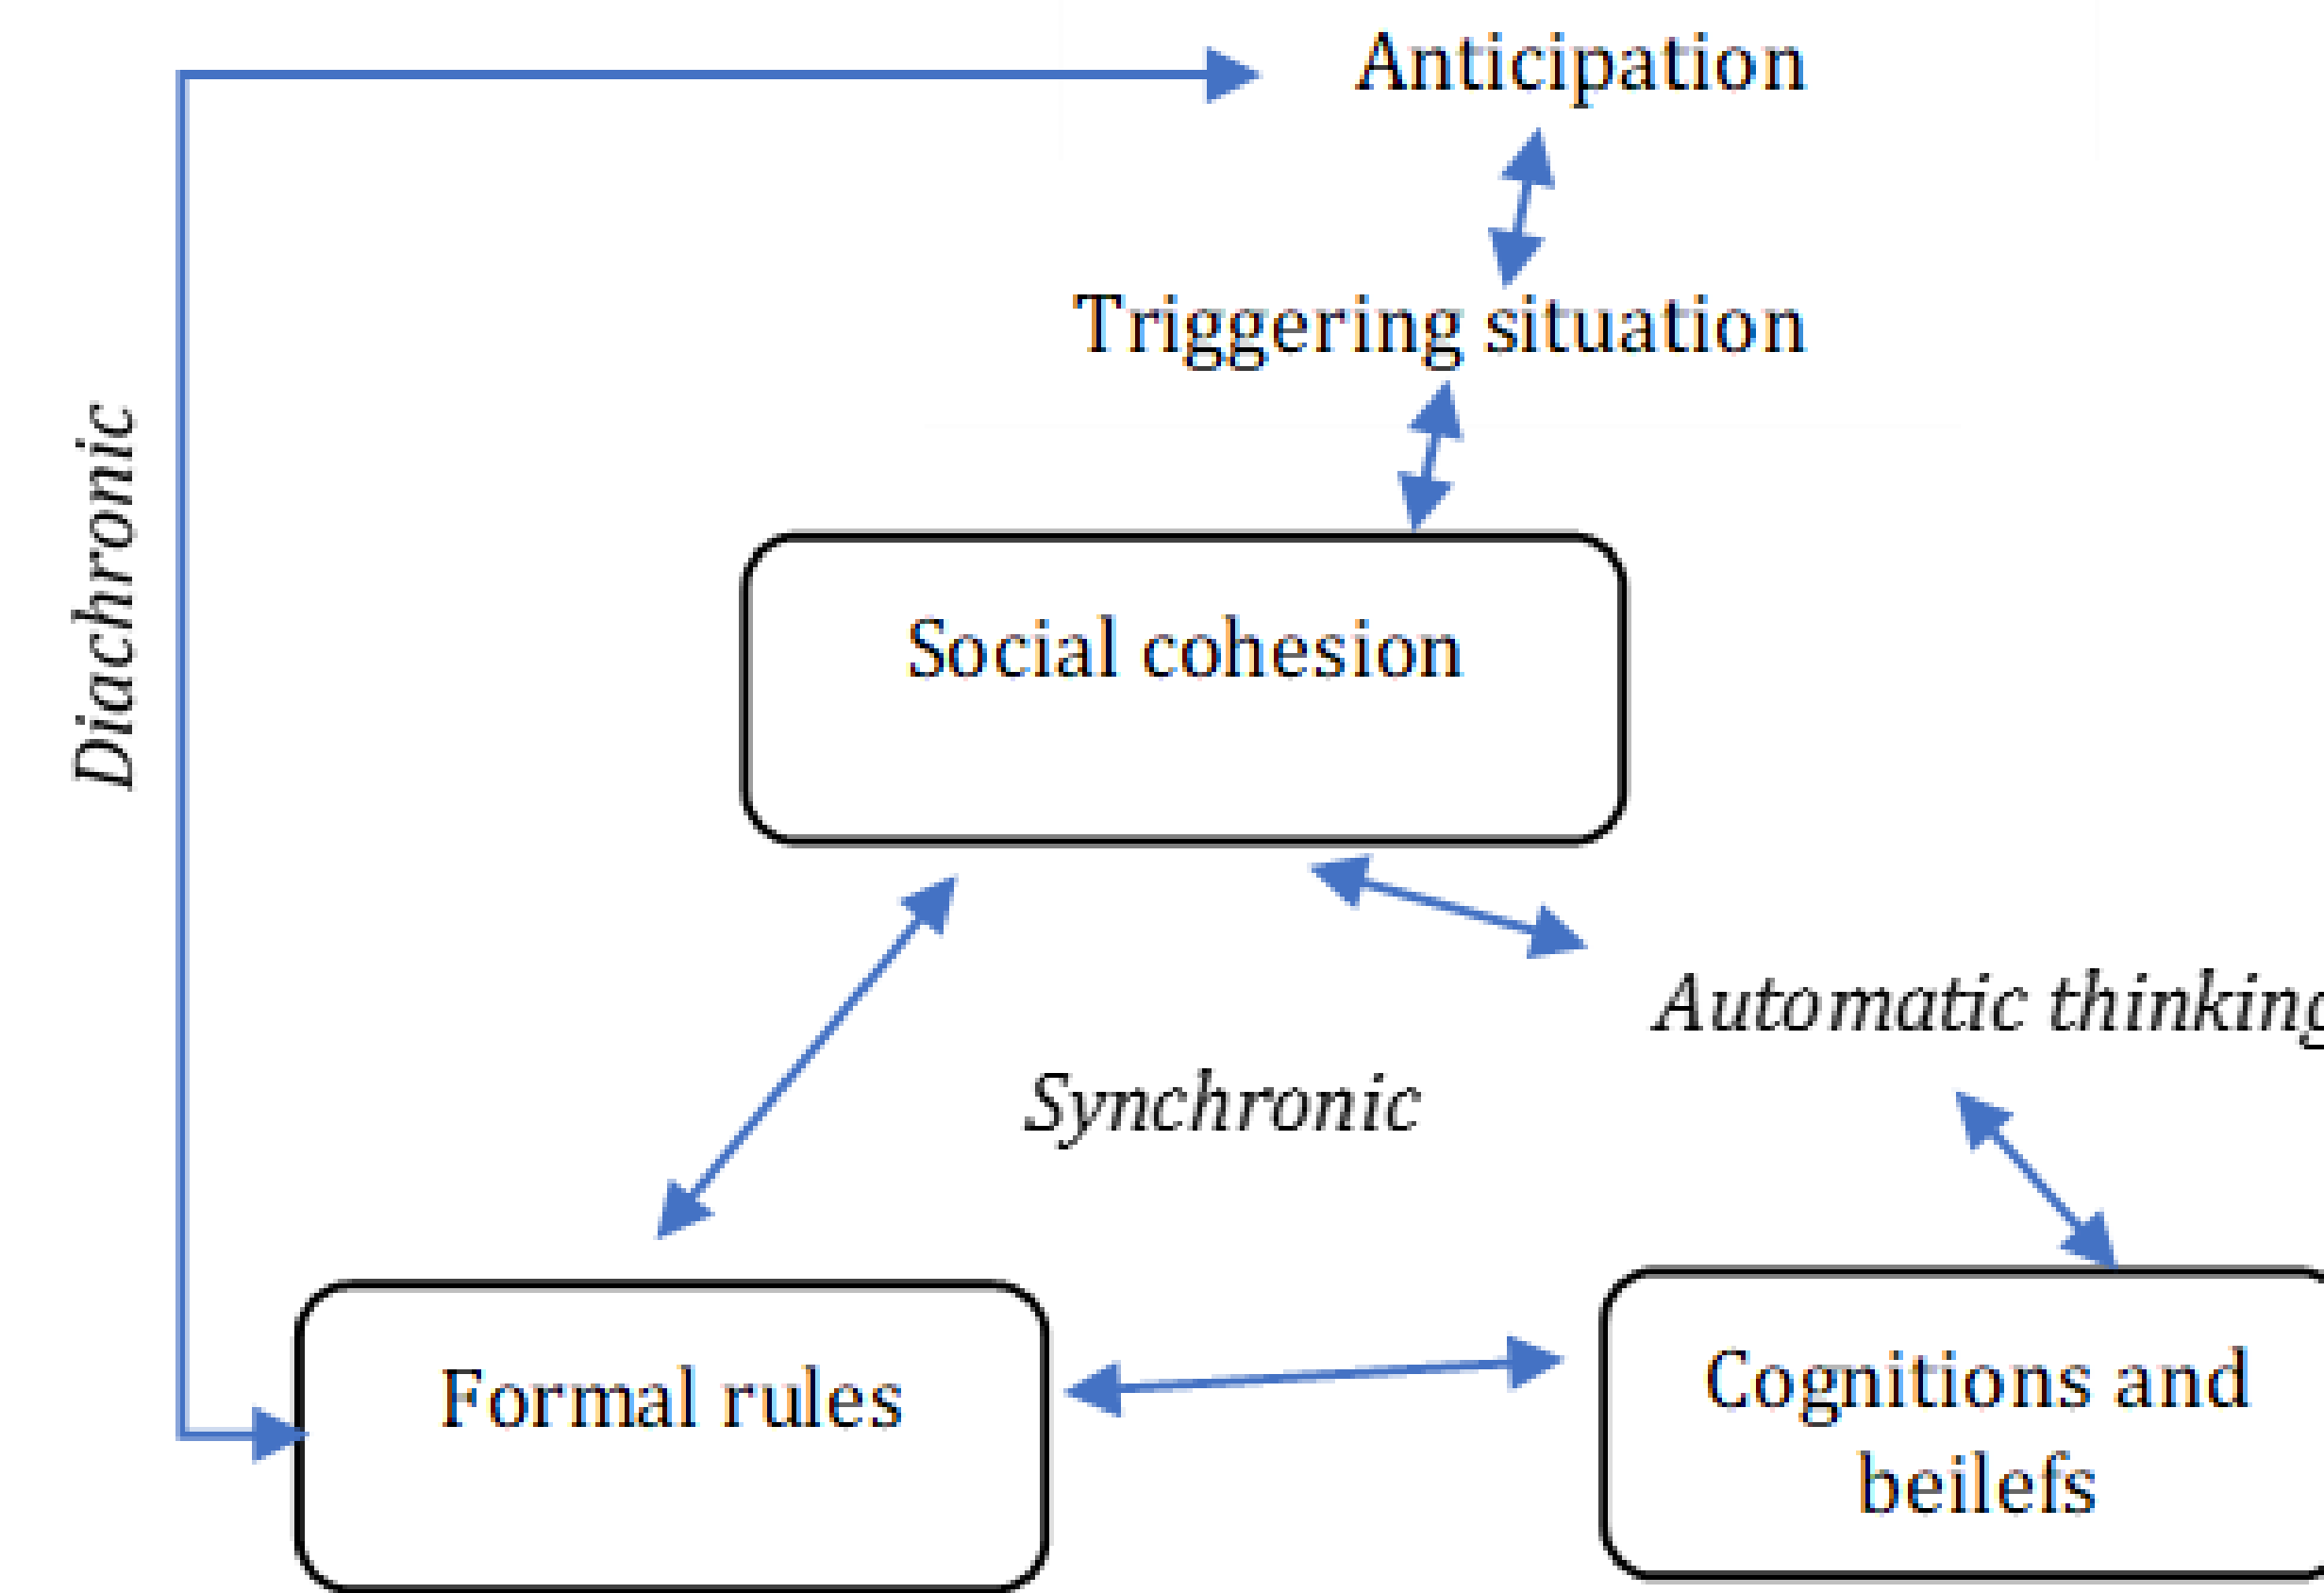 Anticipation
Triggering situation
Diachronic
Social cohesion
Automatic thinking
Synchronic
Formal rules
Cognitions and
beilefs